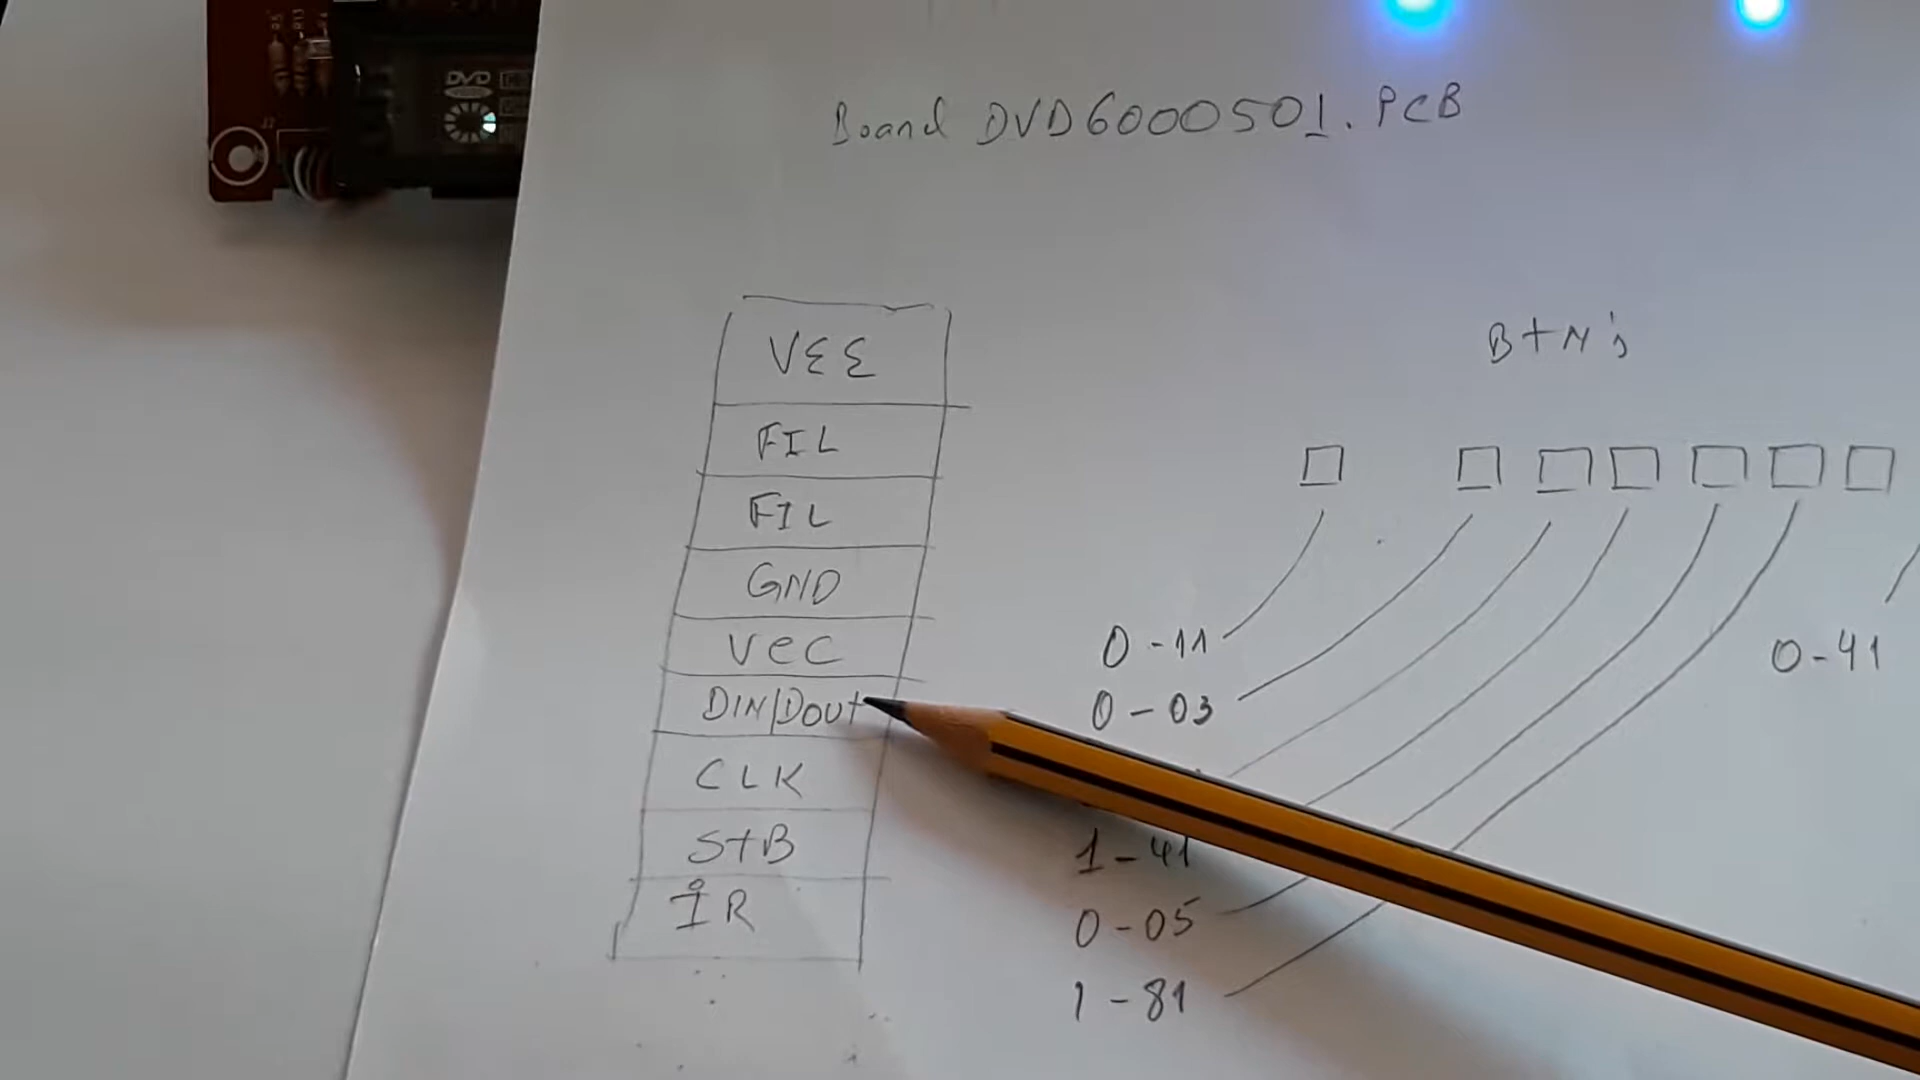 DVD
Board DVD6000501.PCB
VEE
FIL
FIL
GND
VCC
DIN/DOUT
CLK
STB
IR
BTN's
0-11
0-03
1-41
0-05
1-81
0-41